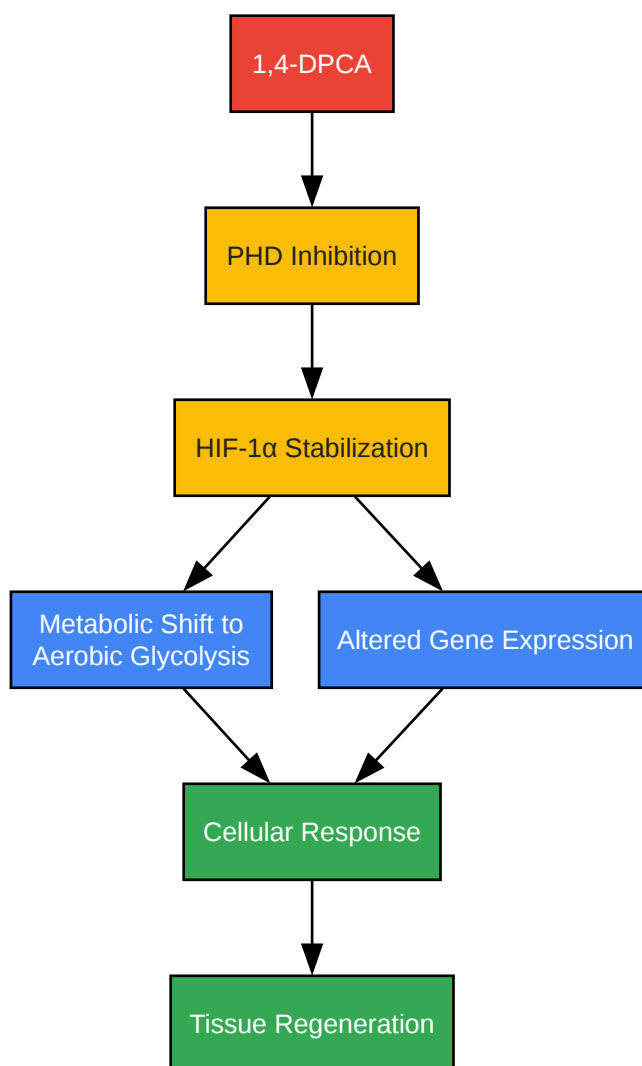 1,4-DPCA
PHD Inhibition
HIF-1α Stabilization
Metabolic Shift to
Aerobic Glycolysis
Altered Gene Expression
Cellular Response
Tissue Regeneration